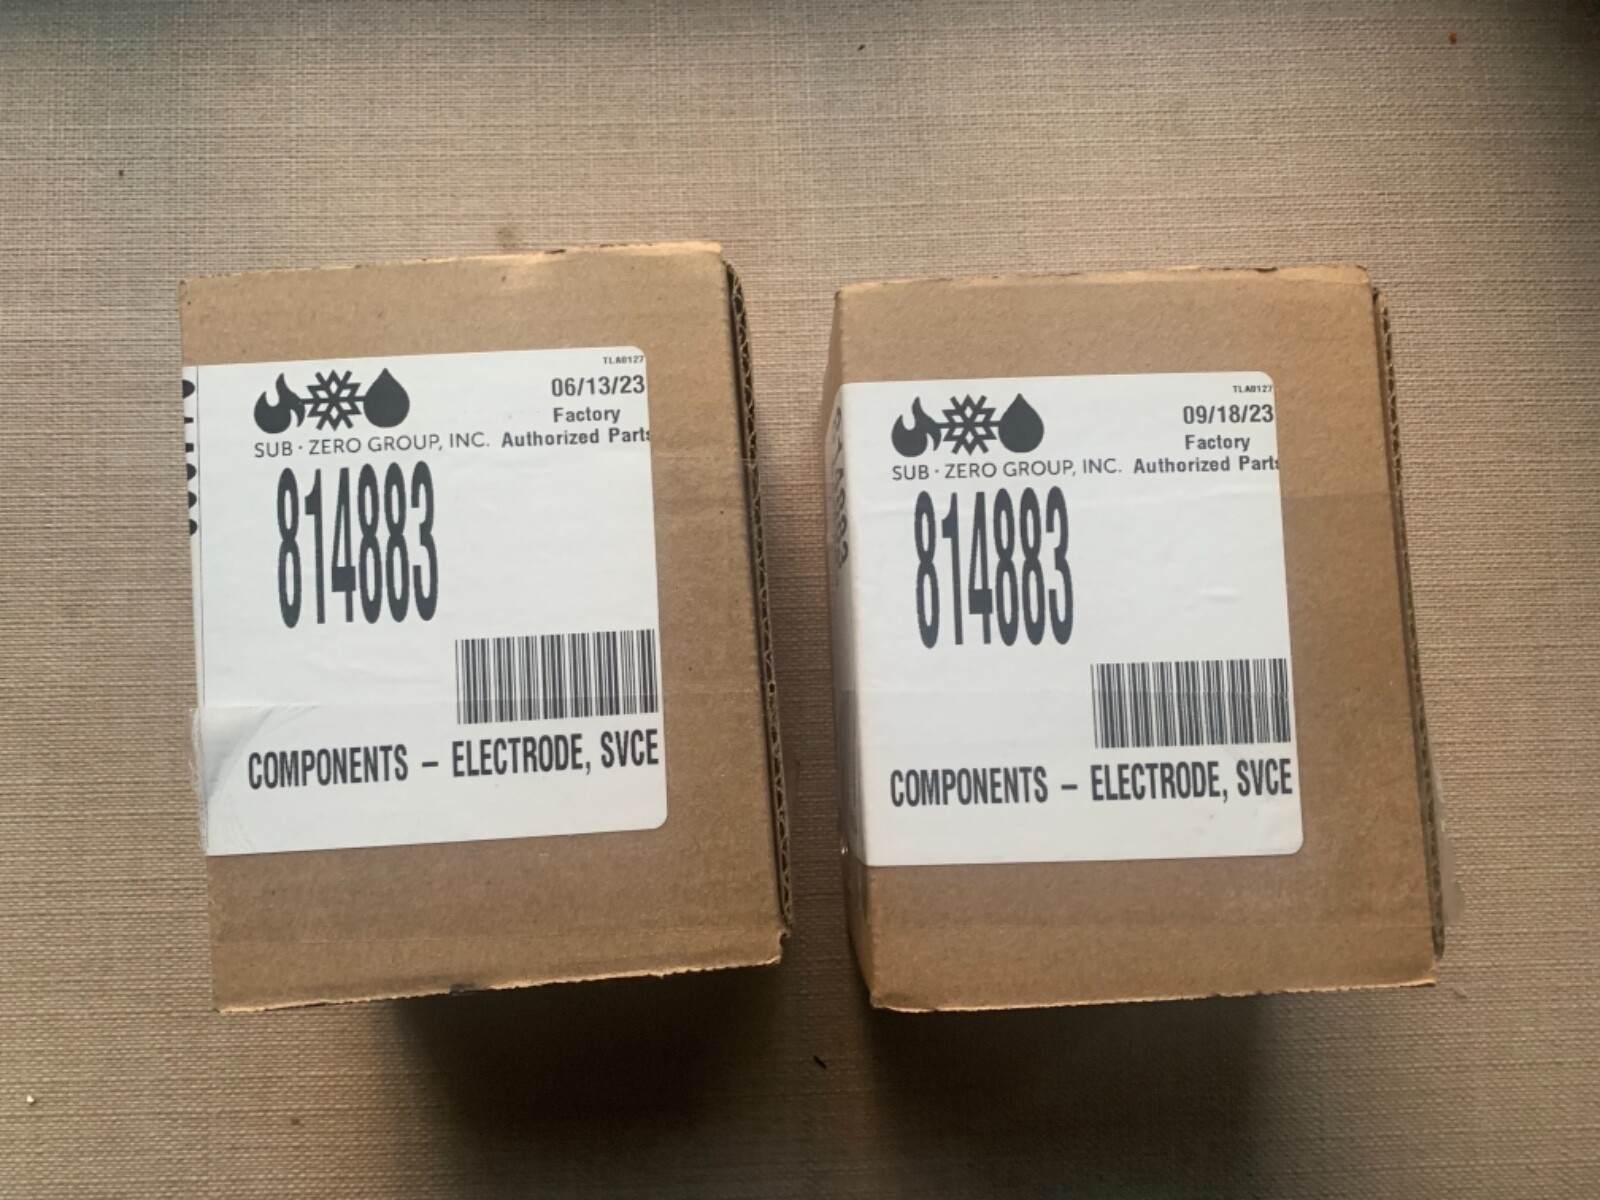 TLA0127
06/13/23
Factory
SUB·ZERO GROUP, INC. Authorized Parts
814883
COMPONENTS – ELECTRODE, SVCE
TLA0127
09/18/23
Factory
SUB·ZERO GROUP, INC. Authorized Parts
814883
COMPONENTS – ELECTRODE, SVCE